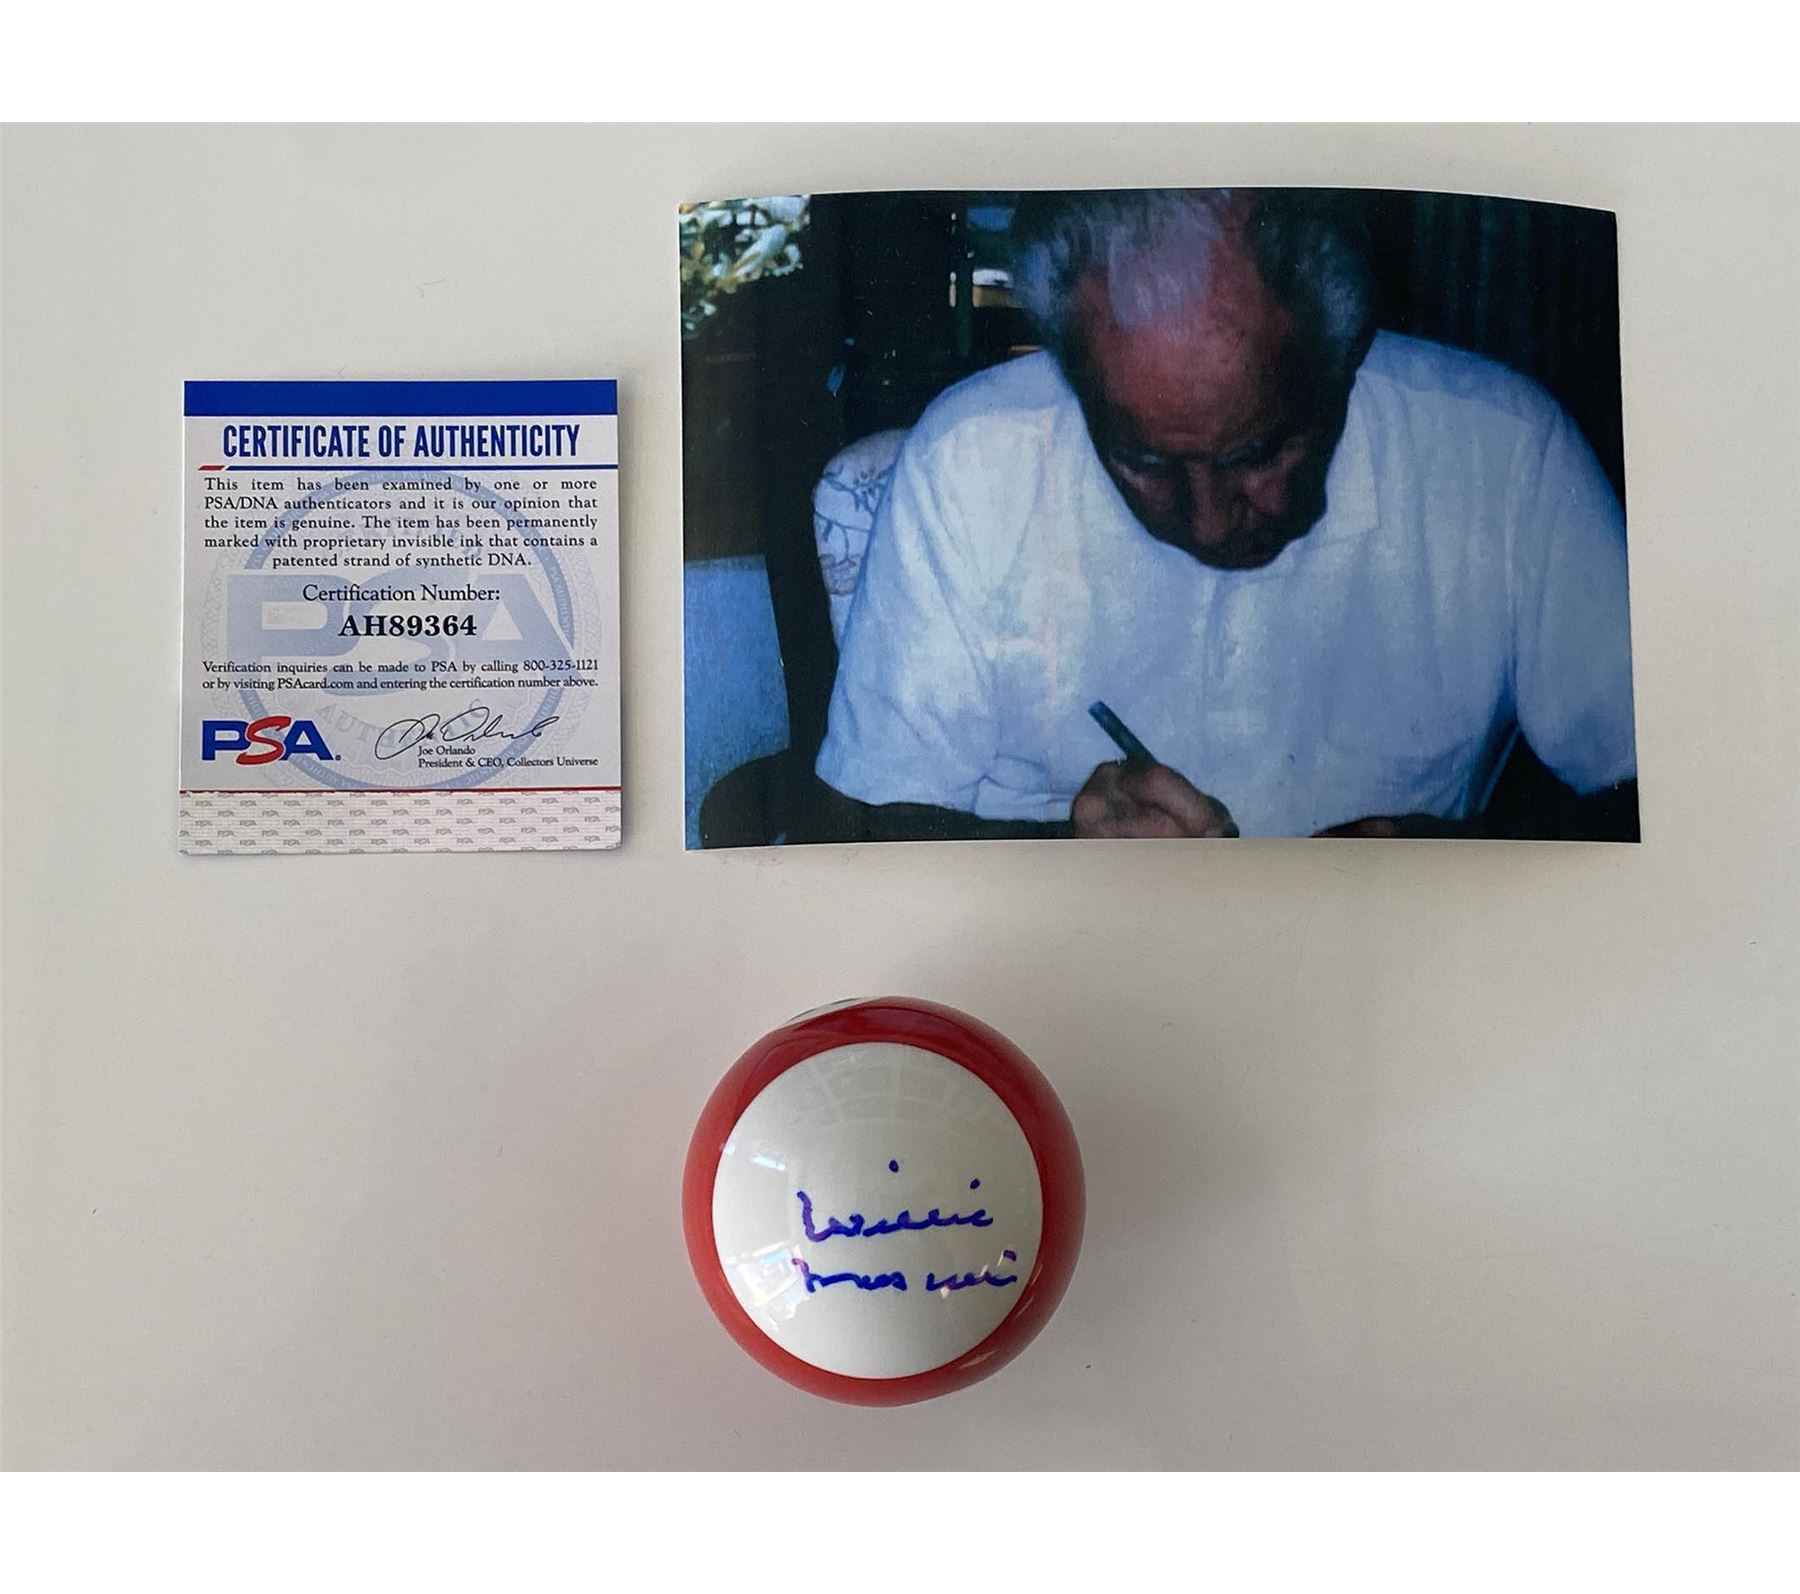 CERTIFICATE OF AUTHENTICITY
This item has been examined by one or more
PSA/DNA authenticators and it is our opinion that
the item is genuine. The item has been permanently
marked with proprietary invisible ink that contains a
patented strand of synthetic DNA.
Certification Number:
AH89364
Verification inquiries can be made to PSA by calling 800-325-1121
or by visiting PSAcard.com and entering the certification number above.
PSA
Joe Orlando
President & CEO, Collectors Universe
Willie
Mosconi